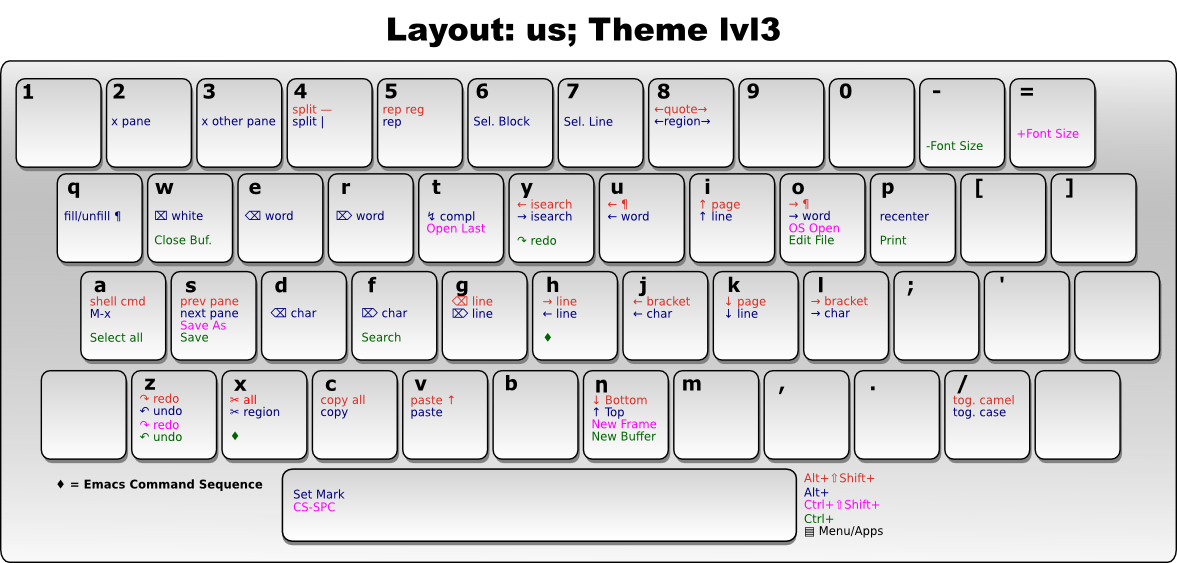 Layout: us; Theme lvl3
1
2
x pane
3
x other pane
4
split —
split |
5
rep reg
rep
6
Sel. Block
7
Sel. Line
8
←quote→
←region→
9
0
-
-Font Size
=
+Font Size
q
fill/unfill ¶
w
⌧ white
Close Buf.
e
⌫ word
r
⌦ word
t
↯ compl
Open Last
y
← isearch
→ isearch
↷ redo
u
← ¶
← word
i
↑ page
↑ line
o
→ ¶
→ word
OS Open
Edit File
p
recenter
Print
[
]
a
shell cmd
M-x
Select all
s
prev pane
next pane
Save As
Save
d
⌫ char
f
⌦ char
Search
g
⌫ line
⌦ line
h
→ line
← line
♦
j
← bracket
← char
k
↓ page
↓ line
l
→ bracket
→ char
;
'
z
↷ redo
↶ undo
↷ redo
↶ undo
x
✂ all
✂ region
♦
c
copy all
copy
v
paste ↑
paste
b
n
↓ Bottom
↑ Top
New Frame
New Buffer
m
,
.
/
tog. camel
tog. case
♦ = Emacs Command Sequence
Set Mark
CS-SPC
Alt+⇧Shift+
Alt+
Ctrl+⇧Shift+
Ctrl+
▤ Menu/Apps